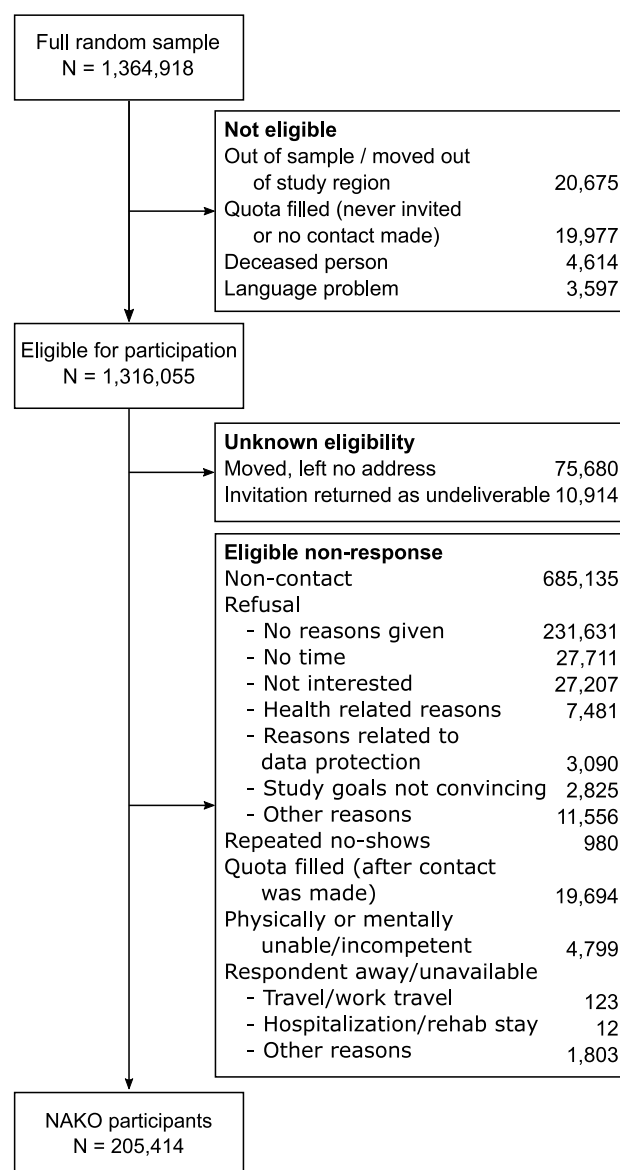 Full random sample
N = 1,364,918
Not eligible
Out of sample / moved out
of study region 20,675
Quota filled (never invited
or no contact made) 19,977
Deceased person 4,614
Language problem 3,597
Eligible for participation
N = 1,316,055
Unknown eligibility
Moved, left no address 75,680
Invitation returned as undeliverable 10,914
Eligible non-response
Non-contact 685,135
Refusal
- No reasons given 231,631
- No time 27,711
- Not interested 27,207
- Health related reasons 7,481
- Reasons related to
data protection 3,090
- Study goals not convincing 2,825
- Other reasons 11,556
Repeated no-shows 980
Quota filled (after contact
was made) 19,694
Physically or mentally
unable/incompetent 4,799
Respondent away/unavailable
- Travel/work travel 123
- Hospitalization/rehab stay 12
- Other reasons 1,803
NAKO participants
N = 205,414